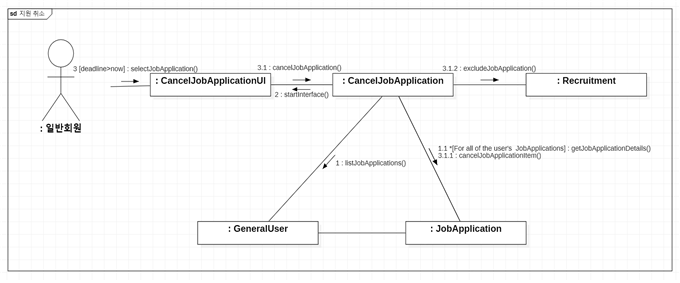 sd 지원 취소
3 [deadline>now] : selectJobApplication()
3.1 : cancelJobApplication()
3.1.2 : excludeJobApplication()
: CancelJobApplicationUI
: CancelJobApplication
: Recruitment
2 : startInterface()
: 일반회원
1.1 *[For all of the user's JobApplications] : getJobApplicationDetails()
3.1.1 : cancelJobApplicationItem()
1 : listJobApplications()
: GeneralUser
: JobApplication